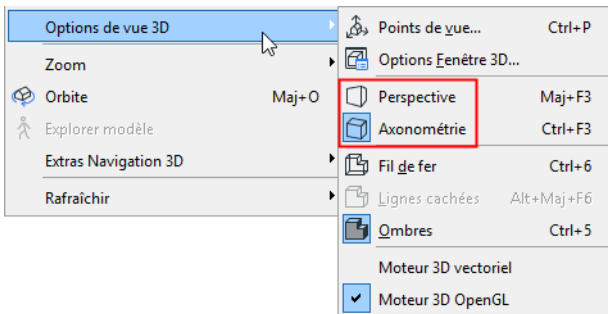 Options de vue 3D
Zoom
Orbite Maj+O
Explorer modèle
Extras Navigation 3D
Rafraîchir
Points de vue... Ctrl+P
Options Fenêtre 3D...
Perspective Maj+F3
Axonométrie Ctrl+F3
Fil de fer Ctrl+6
Lignes cachées Alt+Maj+F6
Ombres Ctrl+5
Moteur 3D vectoriel
Moteur 3D OpenGL